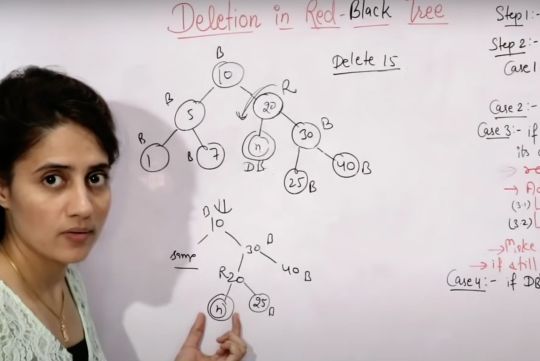 Deletion in Red-Black Tree
Delete 15
B
10
B
5
R
20
B
1
B
7
n
DB
B
30
25
B
40
B
B
10
same
B
30
R
20
40
B
n
25
B
Step 1:-
Step 2:-
Case 1
Case 2:-
Case 3:- if
its
→ re
→ Ad
(3.1)
(3.2)
→ Make
→ if still
Case 4:- if DB